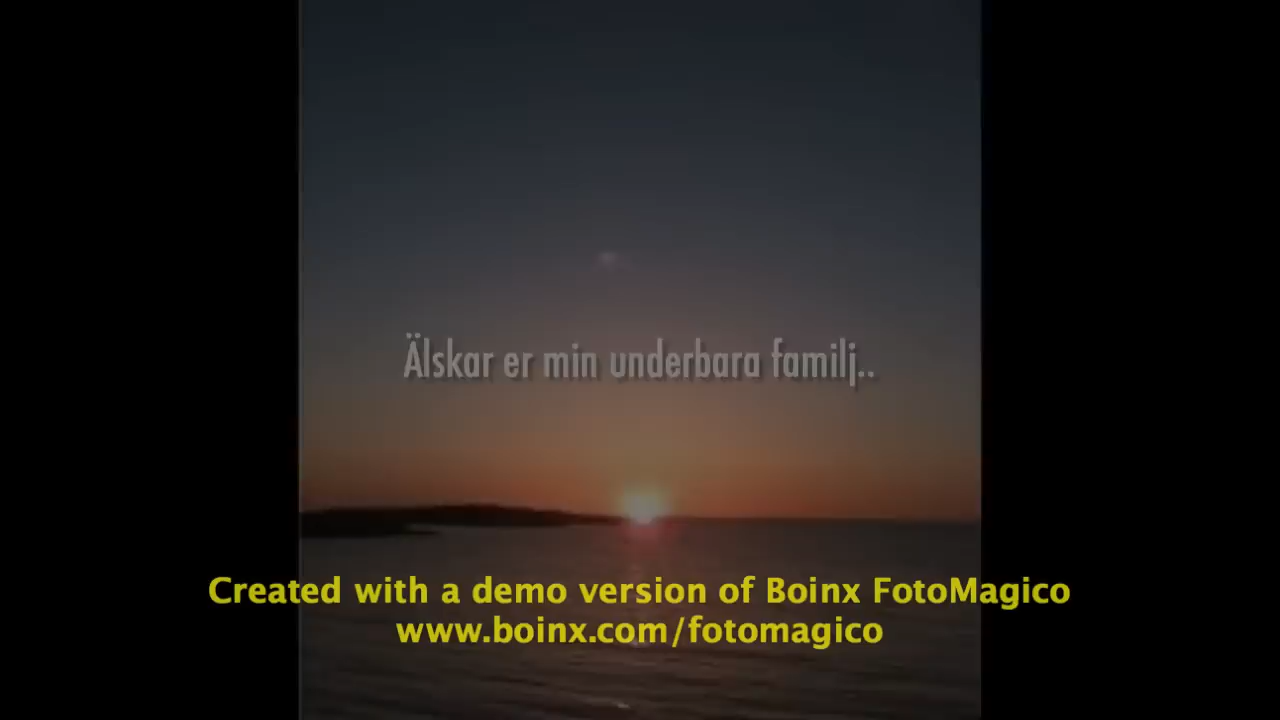 Älskar er min underbara familj..
Created with a demo version of Boinx FotoMagico
www.boinx.com/fotomagico